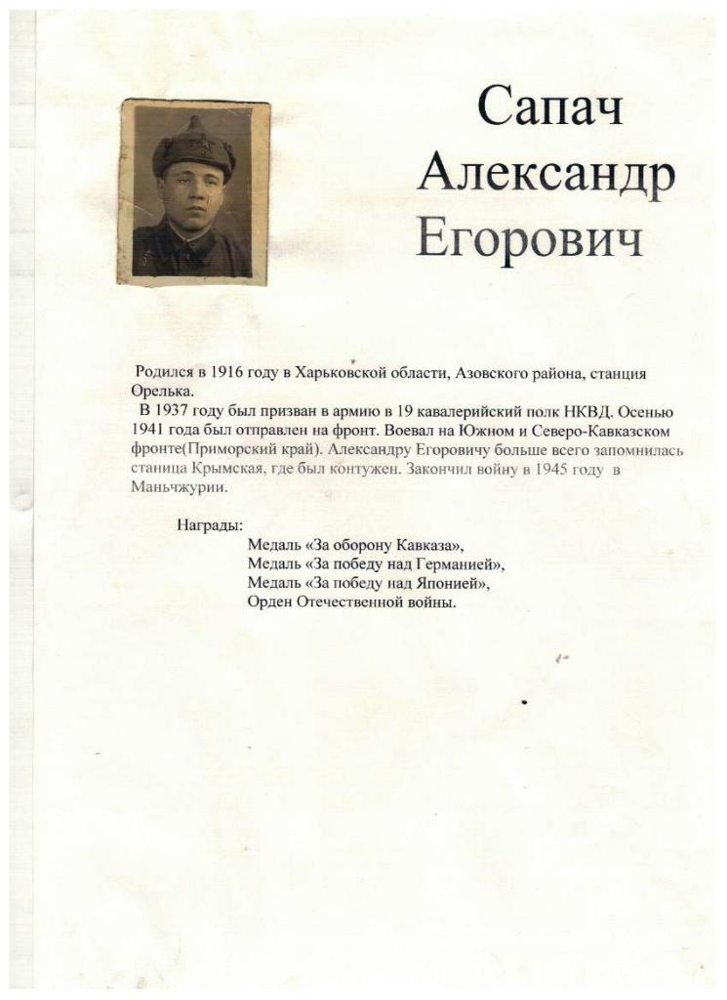 Сапач
Александр
Егорович
Родился в 1916 году в Харьковской области, Азовского района, станция
Орелька.
В 1937 году был призван в армию в 19 кавалерийский полк НКВД. Осенью
1941 года был отправлен на фронт. Воевал на Южном и Северо-Кавказском
фронте(Приморский край). Александру Егоровичу больше всего запомнилась
станица Крымская, где был контужен. Закончил войну в 1945 году в
Маньчжурии.
Награды:
Медаль «За оборону Кавказа»,
Медаль «За победу над Германией»,
Медаль «За победу над Японией»,
Орден Отечественной войны.